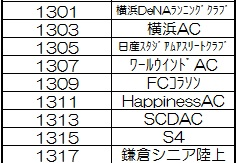 1301 横浜DeNAﾗﾝﾆﾝｸﾞｸﾗﾌﾞ
1303 横浜AC
1305 日産ｽﾀｼﾞｱﾑｱｽﾘｰﾄｸﾗﾌﾞ
1307 ﾜｰﾙｳｲﾝﾄﾞAC
1309 FCｺﾗｿﾝ
1311 HappinessAC
1313 SCDAC
1315 S4
1317 鎌倉シニア陸上